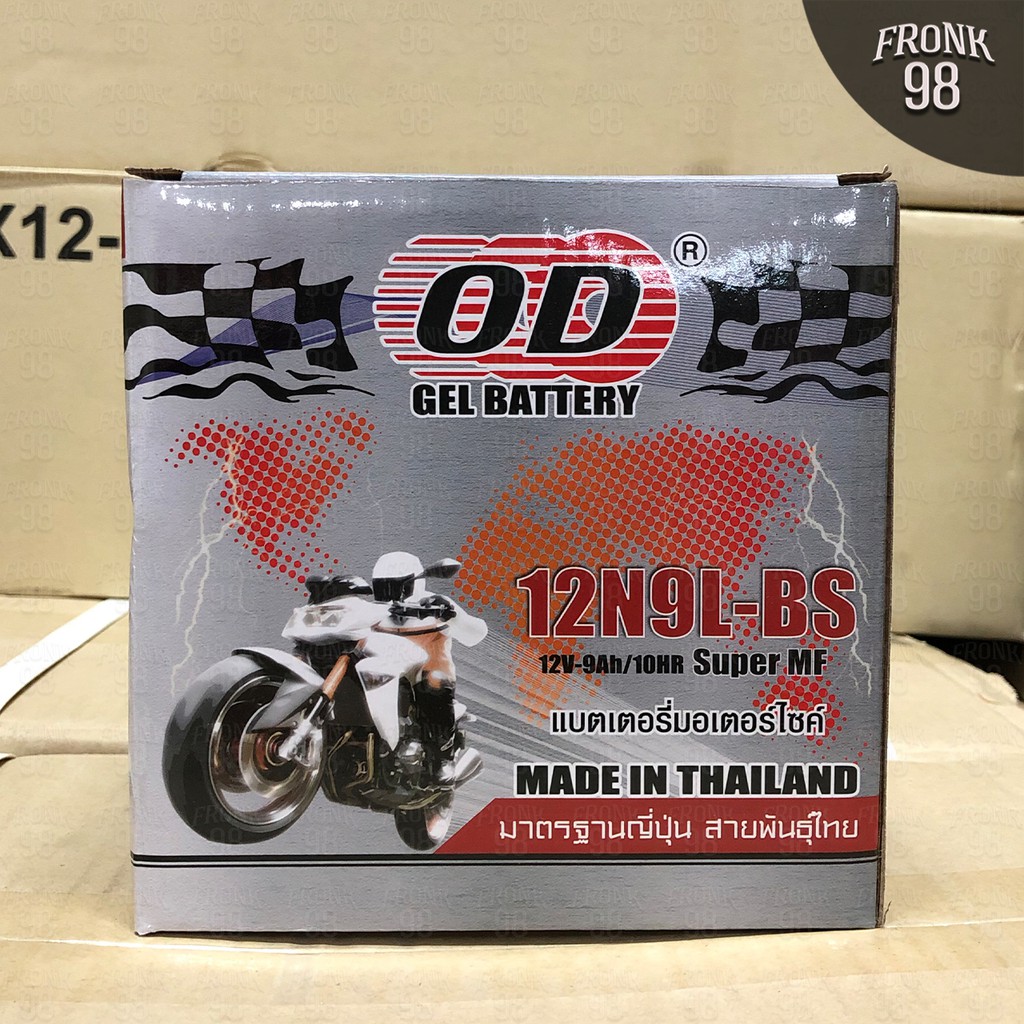 FRONK
98
X12-
OD ®
GEL BATTERY
12N9L-BS
12V-9Ah/10HR Super MF
แบตเตอรี่มอเตอร์ไซค์
MADE IN THAILAND
มาตรฐานญี่ปุ่น สายพันธุ์ไทย